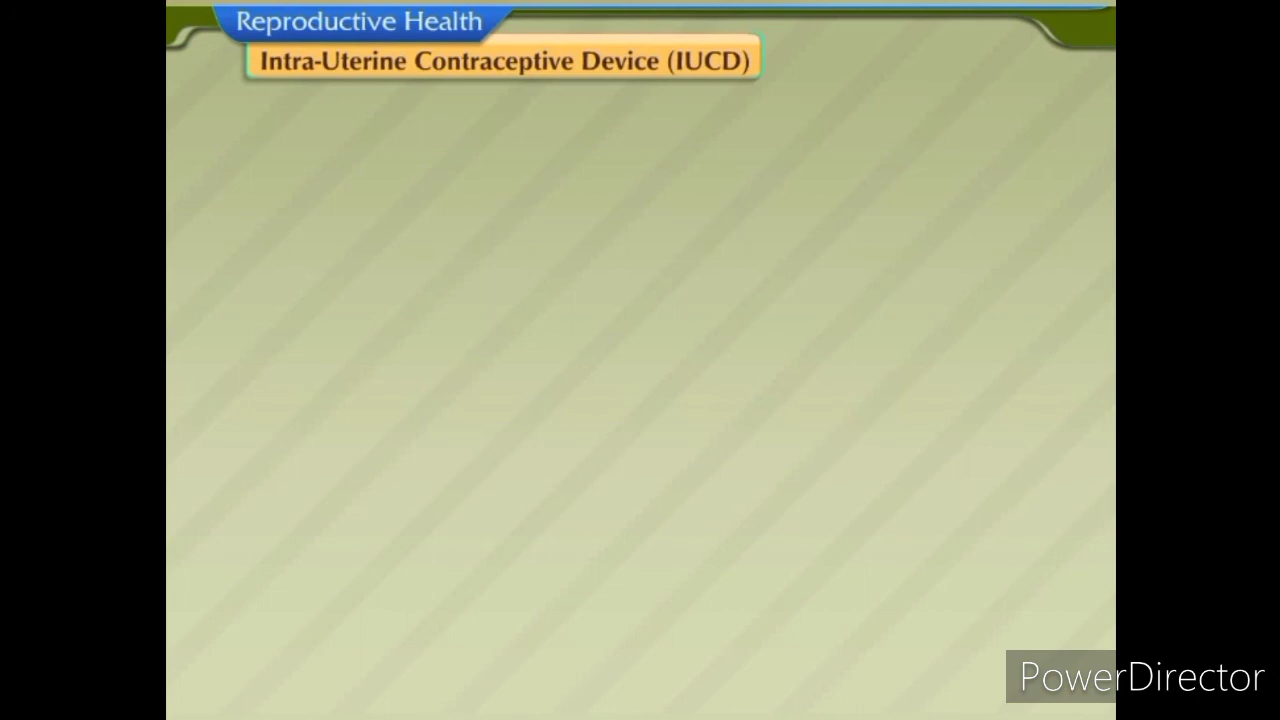 Reproductive Health
Intra-Uterine Contraceptive Device (IUCD)
PowerDirector